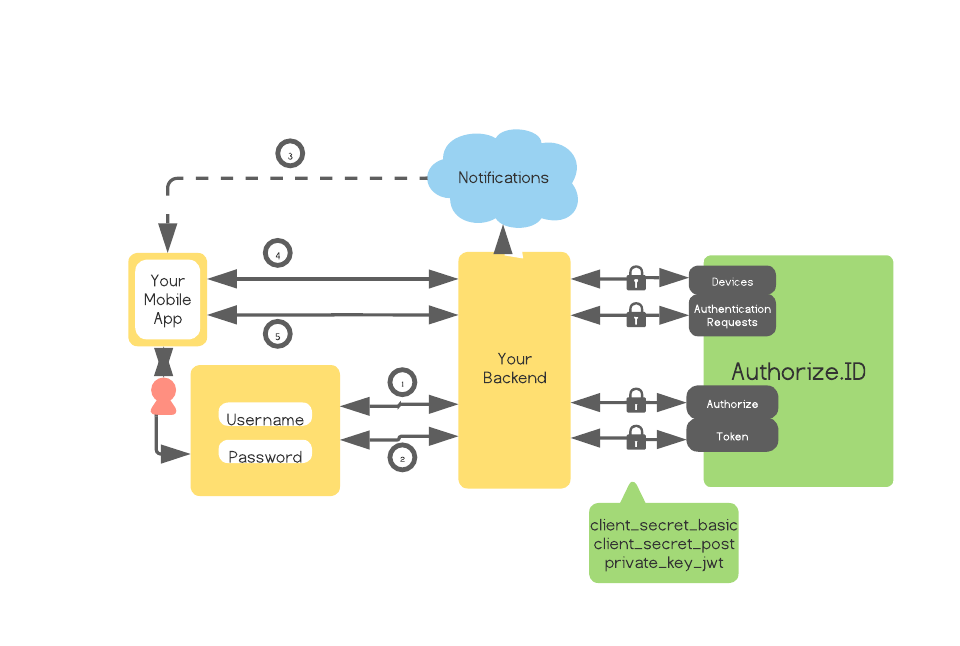 3
Notifications
4
Your
Mobile
App
5
Devices
Authentication
Requests
Your
Backend
Authorize.ID
1
Username
Authorize
Password
2
Token
client_secret_basic
client_secret_post
private_key_jwt